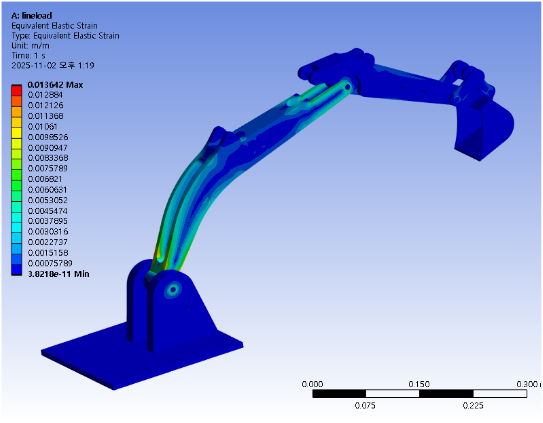 A: lineload
Equivalent Elastic Strain
Type: Equivalent Elastic Strain
Unit: m/m
Time: 1 s
2025-11-02 오후 1:19
0.013642 Max
0.012884
0.012126
0.011368
0.01061
0.0098526
0.0090947
0.0083368
0.0075789
0.006821
0.0060631
0.0053052
0.0045474
0.0037895
0.0030316
0.0022737
0.0015158
0.00075789
3.8218e-11 Min
0.000 0.150 0.300
0.075 0.225